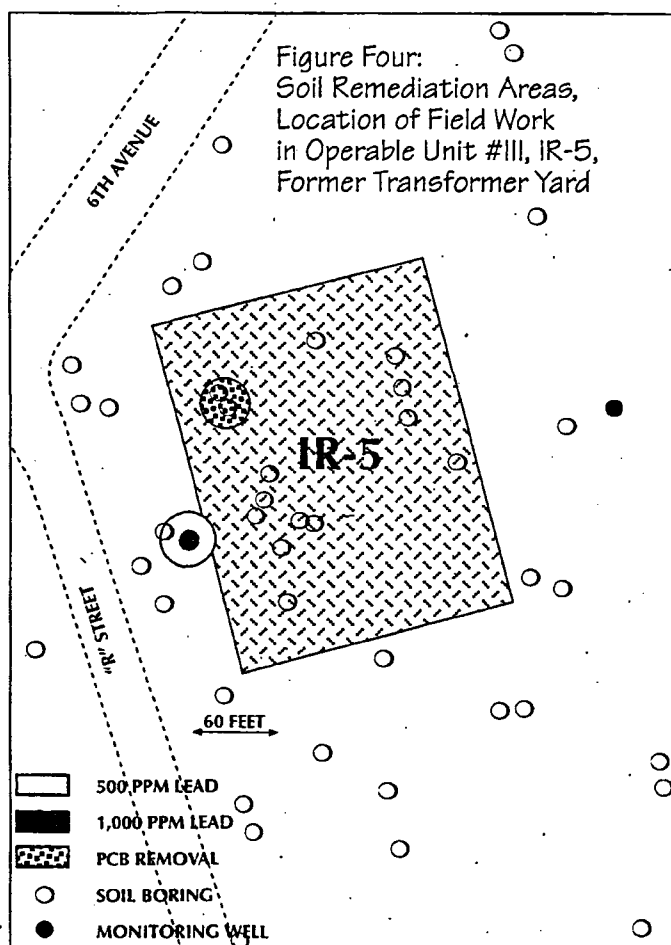 Figure Four:
Soil Remediation Areas,
Location of Field Work
in Operable Unit #III, IR-5,
Former Transformer Yard
6TH AVENUE
IR-5
"R" STREET
60 FEET
500 PPM LEAD
1,000 PPM LEAD
PCB REMOVAL
SOIL BORING
MONITORING WELL